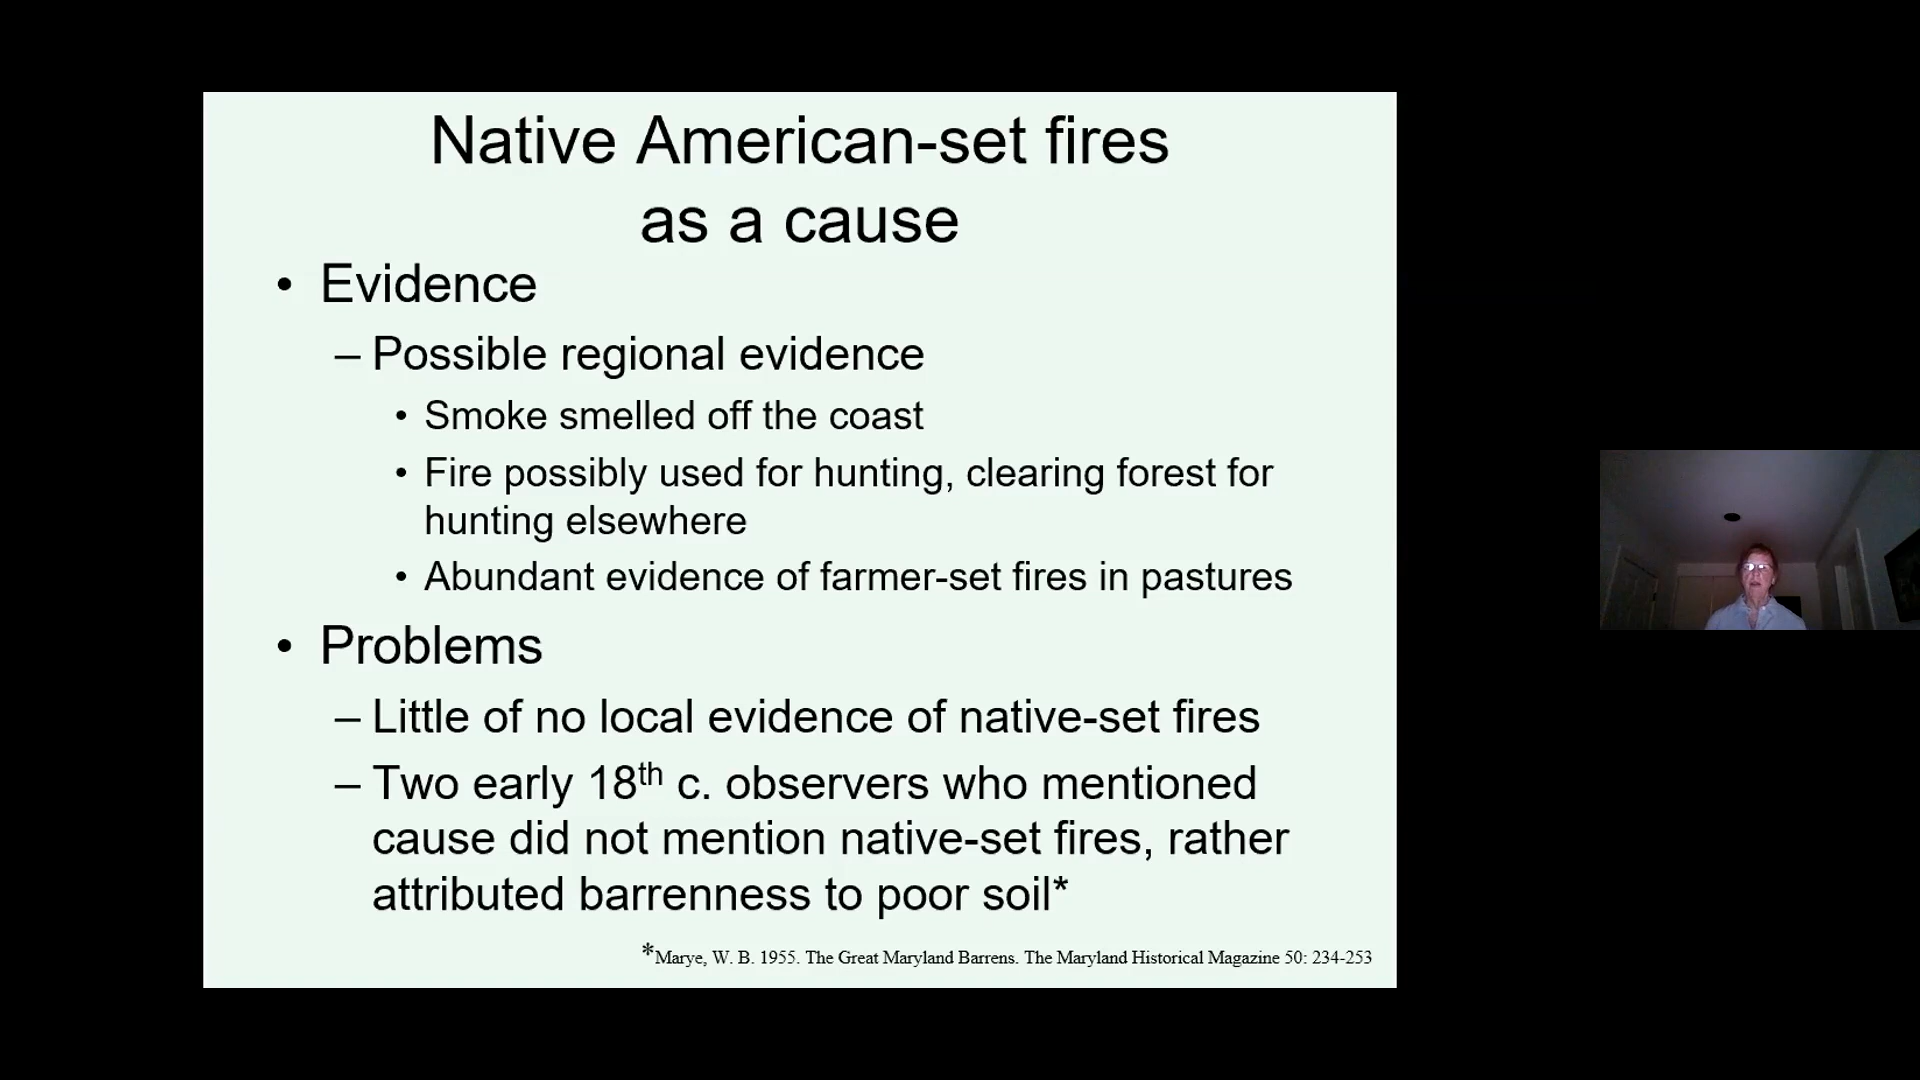 Native American-set fires
as a cause
• Evidence
– Possible regional evidence
• Smoke smelled off the coast
• Fire possibly used for hunting, clearing forest for
hunting elsewhere
• Abundant evidence of farmer-set fires in pastures
• Problems
– Little of no local evidence of native-set fires
– Two early 18th c. observers who mentioned
cause did not mention native-set fires, rather
attributed barrenness to poor soil*
*Marye, W. B. 1955. The Great Maryland Barrens. The Maryland Historical Magazine 50: 234-253